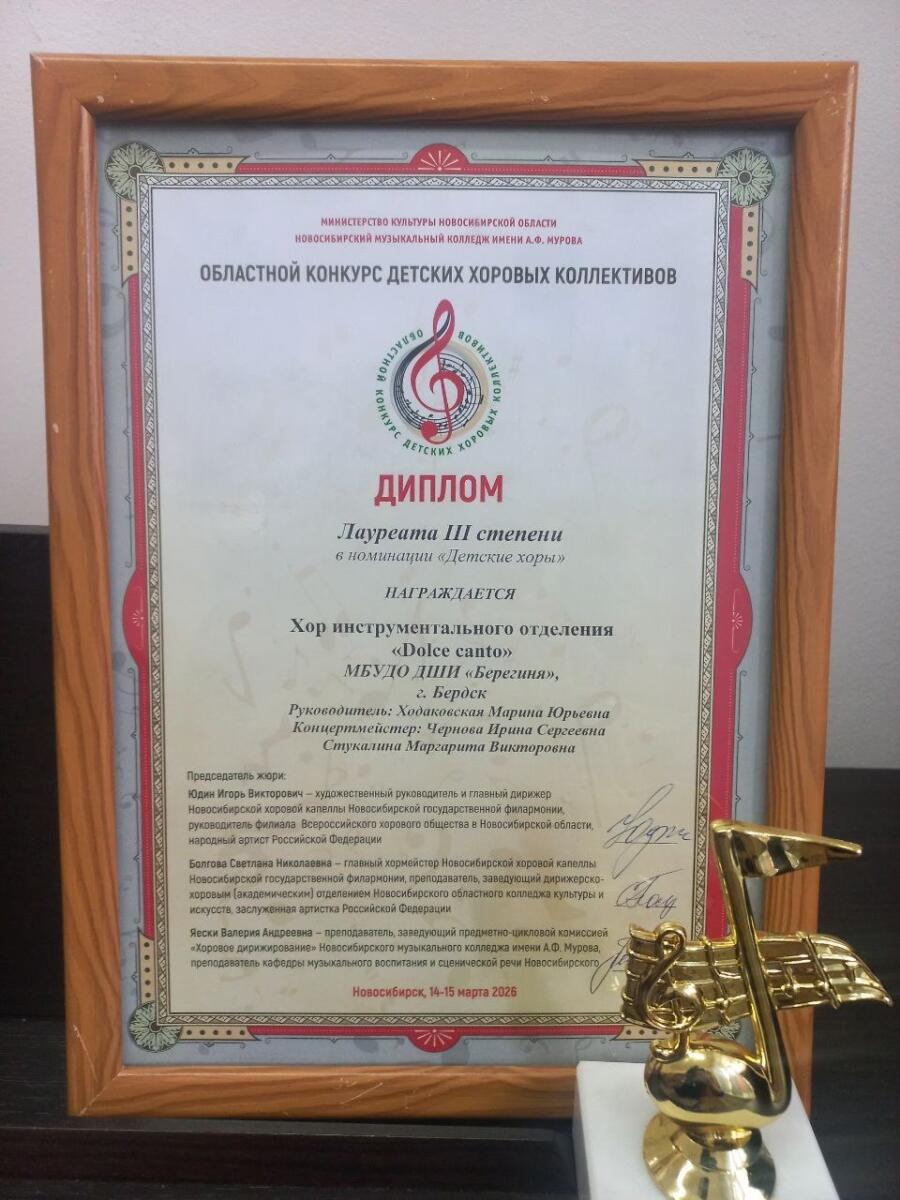 МИНИСТЕРСТВО КУЛЬТУРЫ НОВОСИБИРСКОЙ ОБЛАСТИ
НОВОСИБИРСКИЙ МУЗЫКАЛЬНЫЙ КОЛЛЕДЖ ИМЕНИ А.Ф. МУРОВА
ОБЛАСТНОЙ КОНКУРС ДЕТСКИХ ХОРОВЫХ КОЛЛЕКТИВОВ
ОБЛАСТНОЙ КОНКУРС ДЕТСКИХ ХОРОВЫХ КОЛЛЕКТИВОВ
ДИПЛОМ
Лауреата III степени
в номинации «Детские хоры»
НАГРАЖДАЕТСЯ
Хор инструментального отделения
«Dolce canto»
МБУДО ДШИ «Берегиня»,
г. Бердск
Руководитель: Ходаковская Марина Юрьевна
Концертмейстер: Чернова Ирина Сергеевна
Стукалина Маргарита Викторовна
Председатель жюри:
Юдин Игорь Викторович – художественный руководитель и главный дирижер
Новосибирской хоровой капеллы Новосибирской государственной филармонии,
руководитель филиала Всероссийского хорового общества в Новосибирской области,
народный артист Российской Федерации
Болгова Светлана Николаевна – главный хормейстер Новосибирской хоровой капеллы
Новосибирской государственной филармонии, преподаватель, заведующий дирижерско-
хоровым (академическим) отделением Новосибирского областного колледжа культуры и
искусств, заслуженная артистка Российской Федерации
Яески Валерия Андреевна – преподаватель, заведующий предметно-цикловой комиссией
«Хоровое дирижирование» Новосибирского музыкального колледжа имени А.Ф. Мурова,
преподаватель кафедры музыкального воспитания и сценической речи Новосибирского
Новосибирск, 14-15 марта 2026